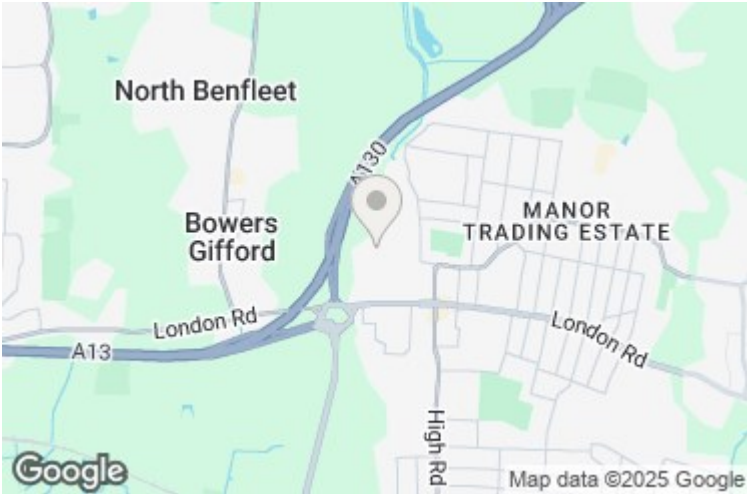 North Benfleet
A130
MANOR
TRADING ESTATE
Bowers
Gifford
London Rd
London Rd
A13
High Rd
Google
Map data ©2025 Google